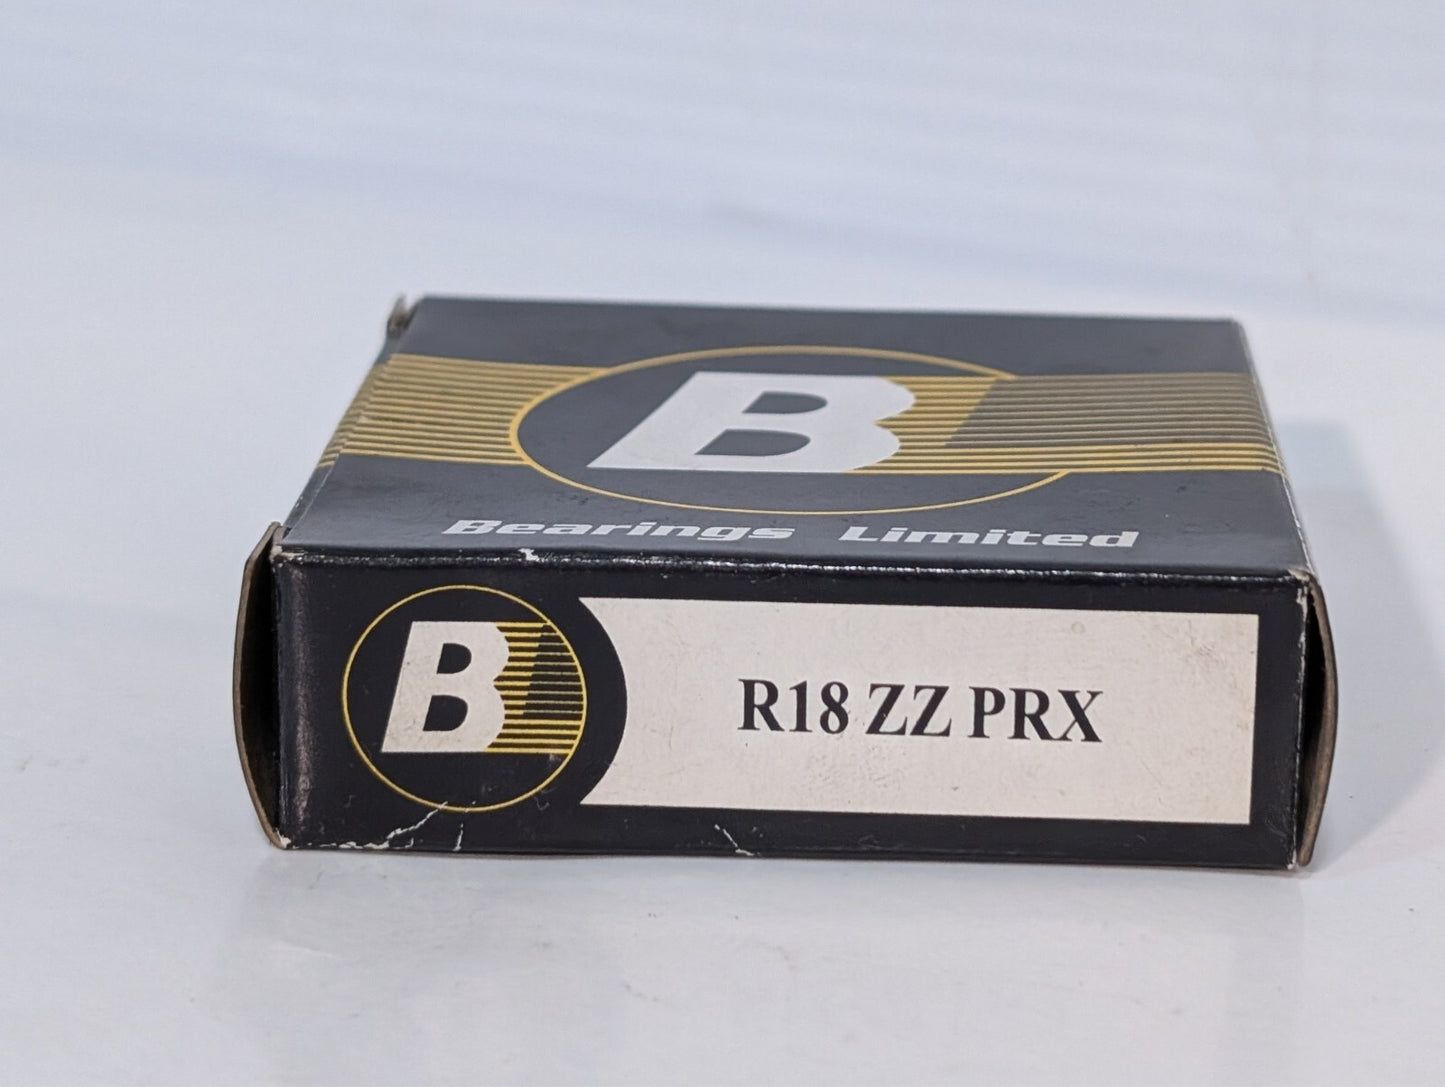 B
Bearings Limited
B
R18 ZZ PRX